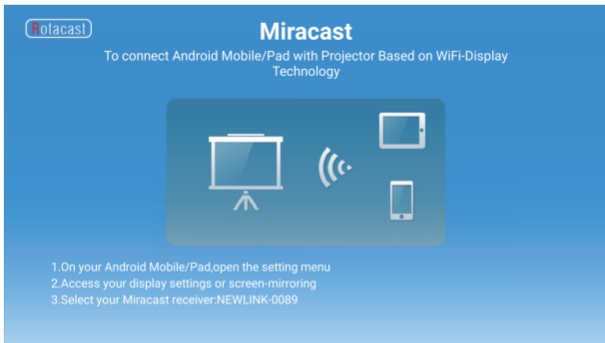 Rotacast
Miracast
To connect Android Mobile/Pad with Projector Based on WiFi-Display
Technology
1.On your Android Mobile/Pad,open the setting menu
2.Access your display settings or screen-mirroring
3.Select your Miracast receiver:NEWLINK-0089